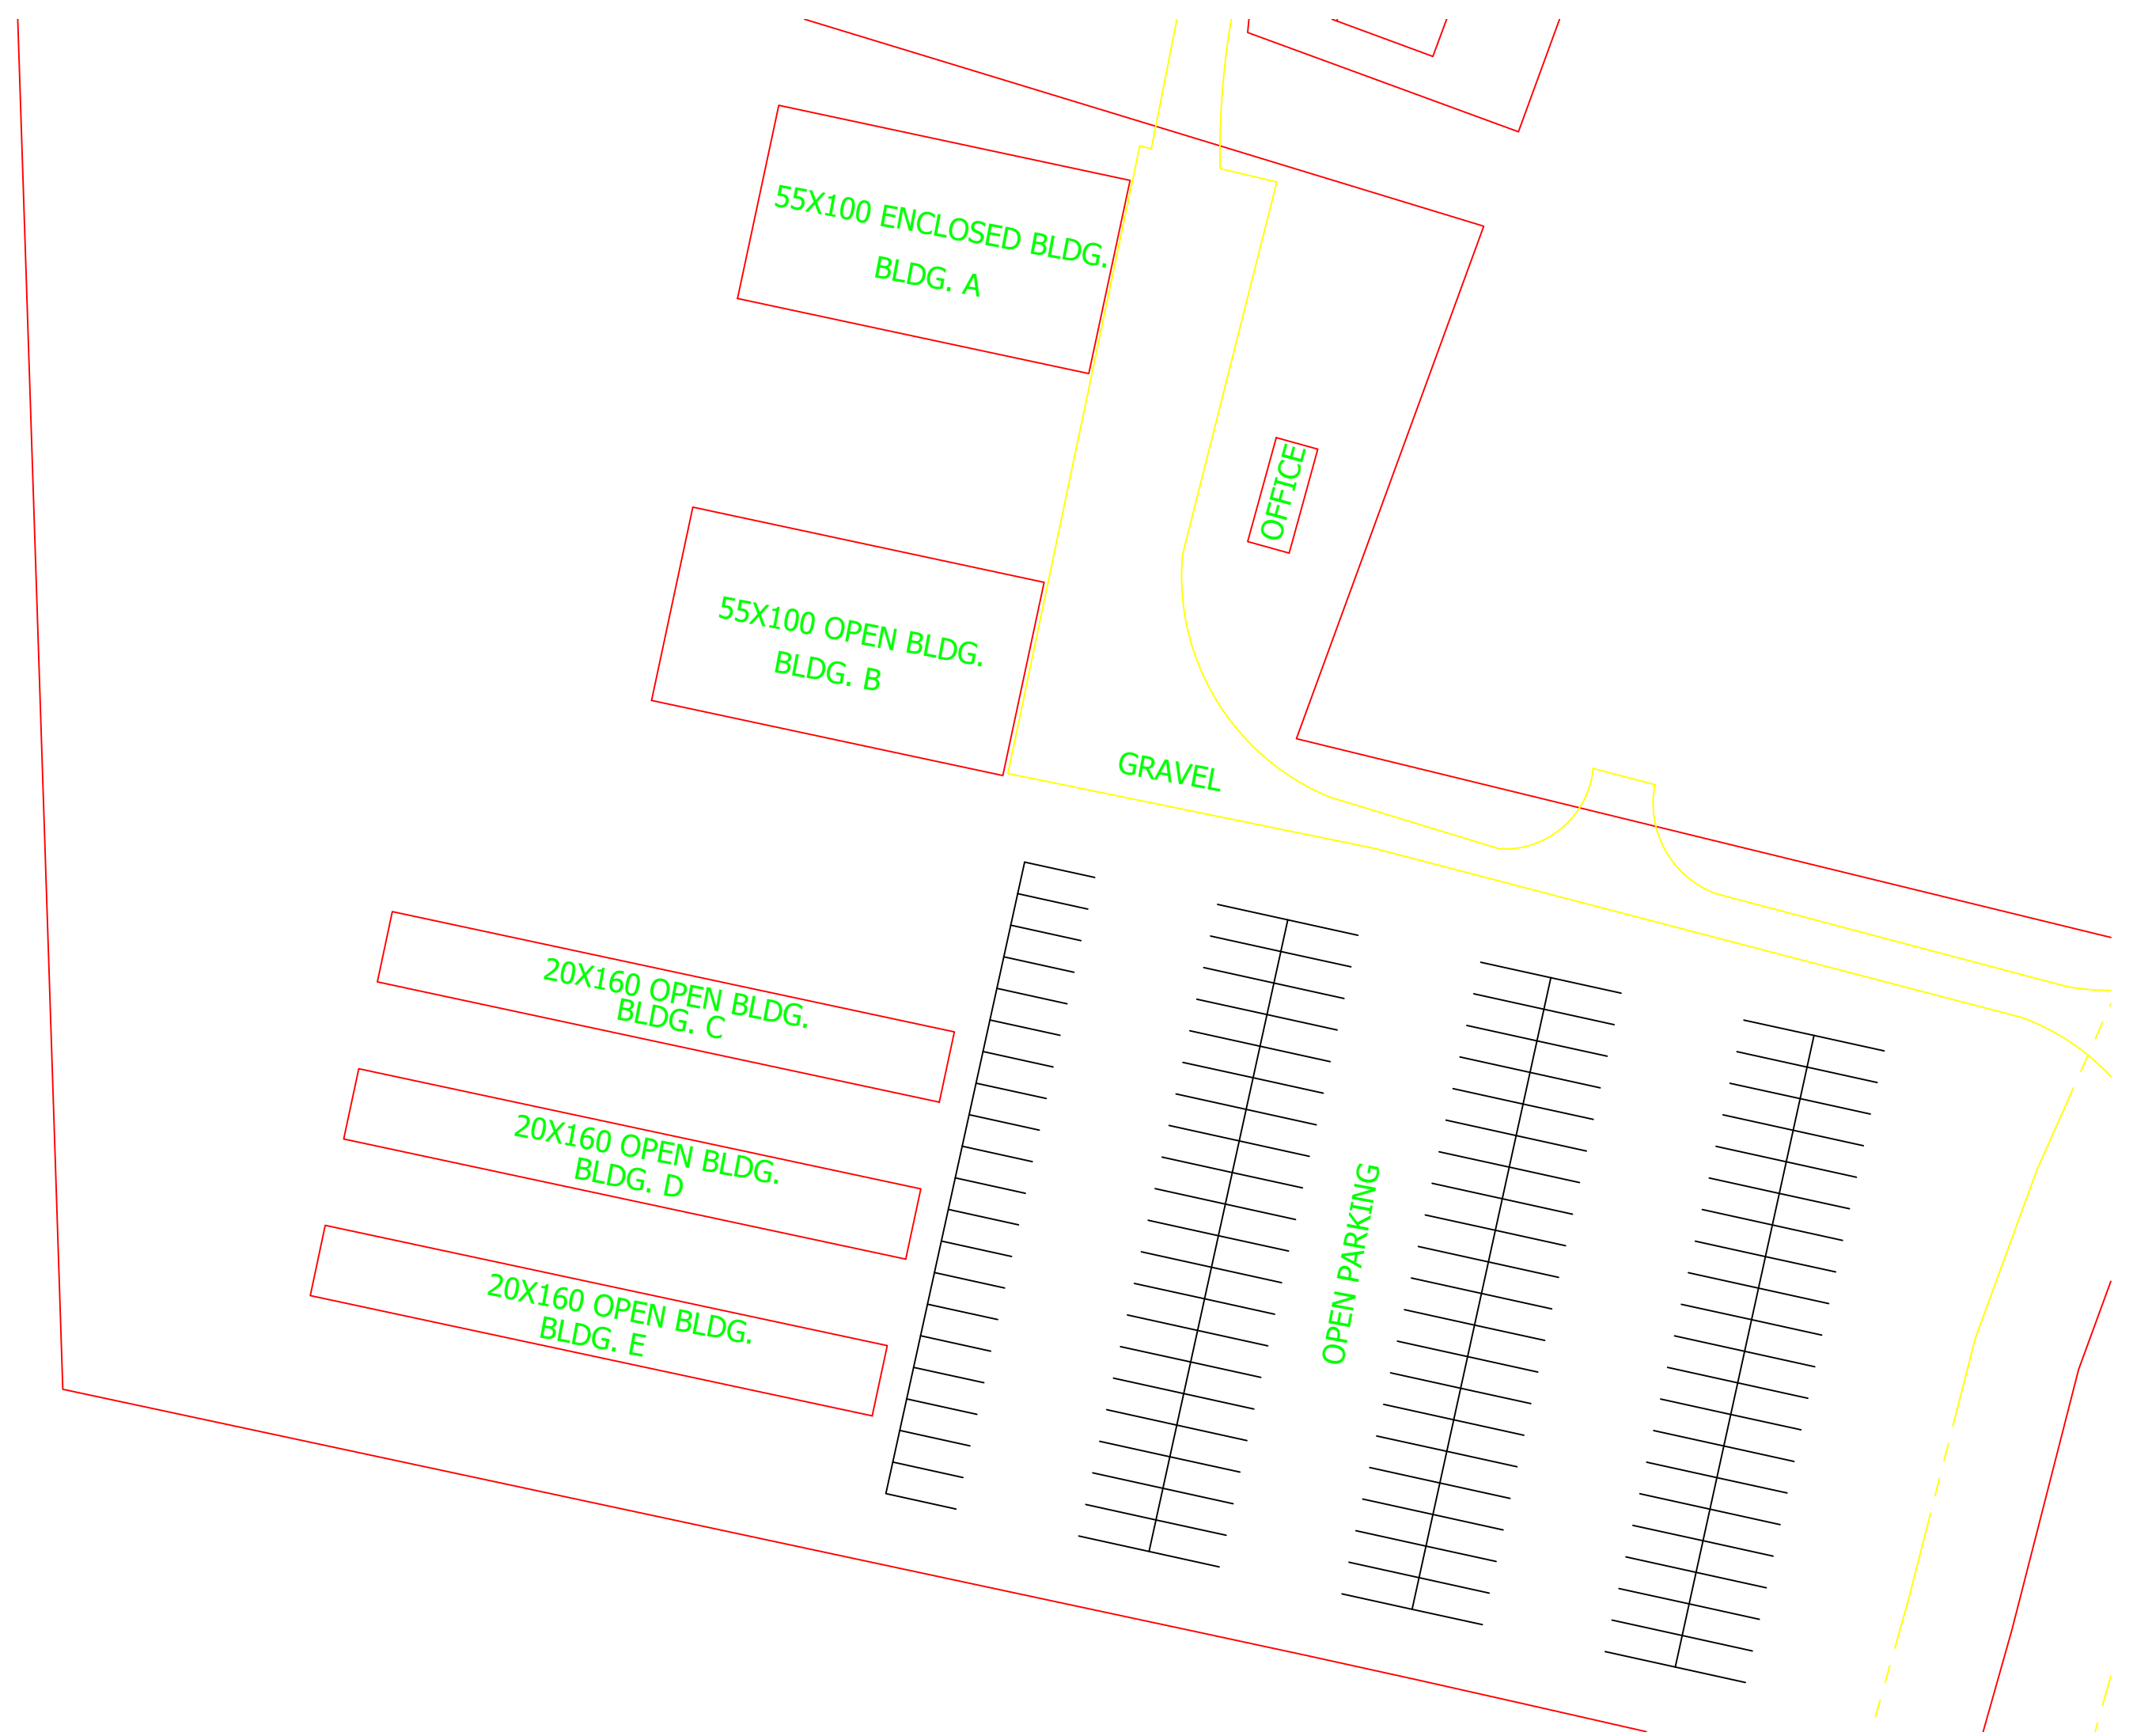 55X100 ENCLOSED BLDG.
BLDG. A
OFFICE
55X100 OPEN BLDG.
BLDG. B
GRAVEL
20X160 OPEN BLDG.
BLDG. C
20X160 OPEN BLDG.
BLDG. D
OPEN PARKING
20X160 OPEN BLDG.
BLDG. E